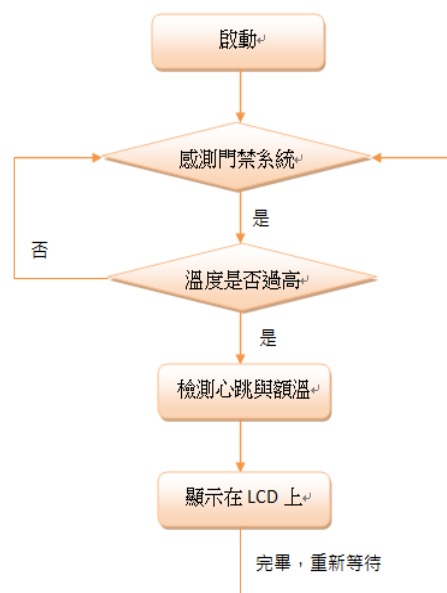 啟動
感測門禁系統
是
否
溫度是否過高
是
檢測心跳與額溫
顯示在 LCD 上
完畢，重新等待